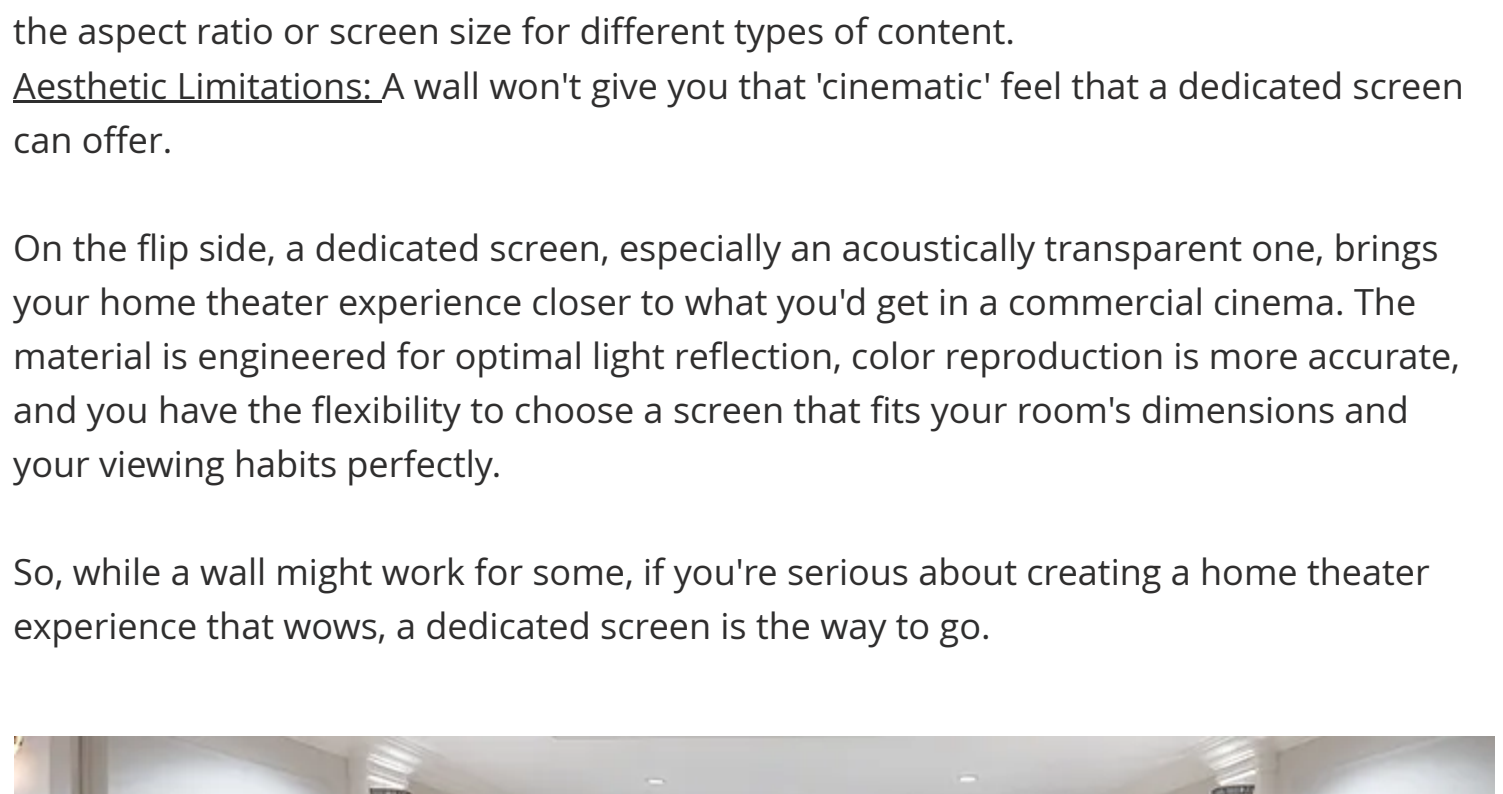 the aspect ratio or screen size for different types of content.
Aesthetic Limitations: A wall won't give you that 'cinematic' feel that a dedicated screen
can offer.
On the flip side, a dedicated screen, especially an acoustically transparent one, brings
your home theater experience closer to what you'd get in a commercial cinema. The
material is engineered for optimal light reflection, color reproduction is more accurate,
and you have the flexibility to choose a screen that fits your room's dimensions and
your viewing habits perfectly.
So, while a wall might work for some, if you're serious about creating a home theater
experience that wows, a dedicated screen is the way to go.